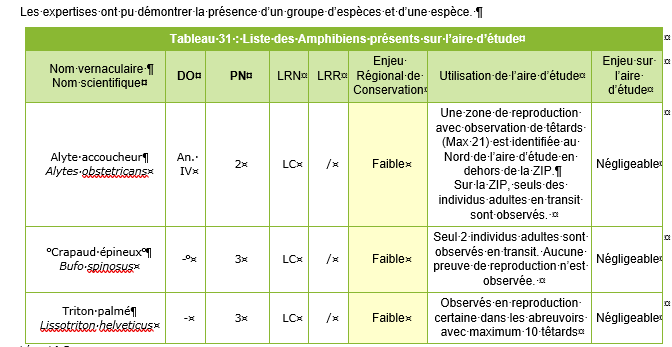 Les expertises ont pu démontrer la présence d'un groupe d'espèces et d'une espèce. ¶
Tableau 31 : Liste des Amphibiens présents sur l'aire d'étude¤
Nom vernaculaire ¶
Nom scientifique¤
DO¤
PN¤
LRN¤
LRR¤
Enjeu
Régional de
Conservation¤
Utilisation de l'aire d'étude¤
Enjeu sur
l'aire
d'étude¤
¤
Alyte accoucheur¶
Alytes obstetricans¤
An.
IV¤
2¤
LC¤
/¤
Faible¤
Une zone de reproduction
avec observation de têtards
(Max 21) est identifiée au
Nord de l'aire d'étude en
dehors de la ZIP.¶
Sur la ZIP, seuls des
individus adultes en transit
sont observés. ¤
Négligeable¤
¤
°Crapaud épineux°¶
Bufo spinosus¤
-°¤
3¤
LC¤
/¤
Faible¤
Seul 2 individus adultes sont
observés en transit. Aucune
preuve de reproduction n'est
observée. ¤
Négligeable¤
¤
Triton palmé¶
Lissotriton helveticus¤
-¤
3¤
LC¤
/¤
Faible¤
Observés en reproduction
certaine dans les abreuvoirs
avec maximum 10 têtards¤
Négligeable¤
¤